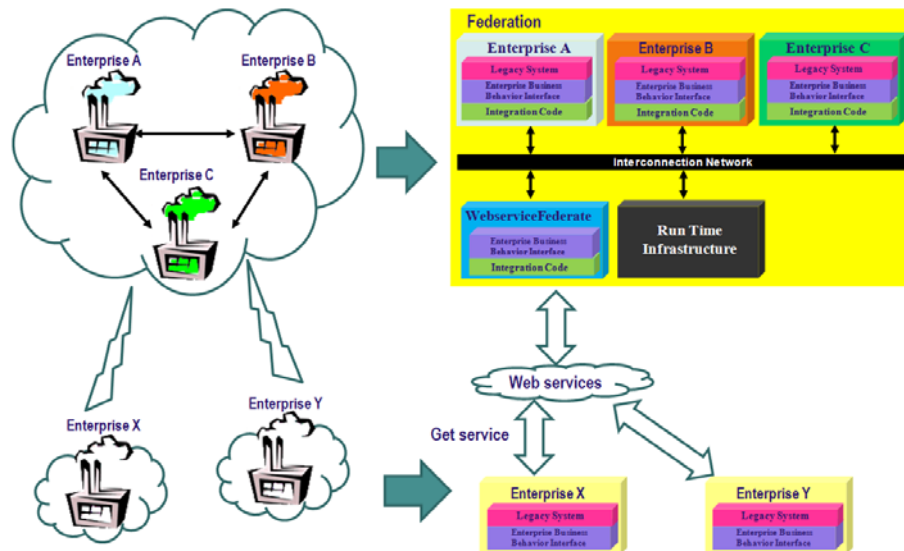 Enterprise
A
Enterprise
B
Enterprise
C
Enterprise
X
Enterprise
Y
Federation
Enterprise A
Legacy System
Enterprise Business
Behavior Interface
Integration Code
Enterprise B
Legacy System
Enterprise Business
Behavior Interface
Integration Code
Enterprise C
Legacy System
Enterprise Business
Behavior Interface
Integration Code
Interconnection Network
WebserviceFederate
Enterprise Business
Behavior Interface
Integration Code
Run Time
Infrastructure
Web services
Get service
Enterprise X
Legacy System
Enterprise Business
Behavior Interface
Enterprise Y
Legacy System
Enterprise Business
Behavior Interface